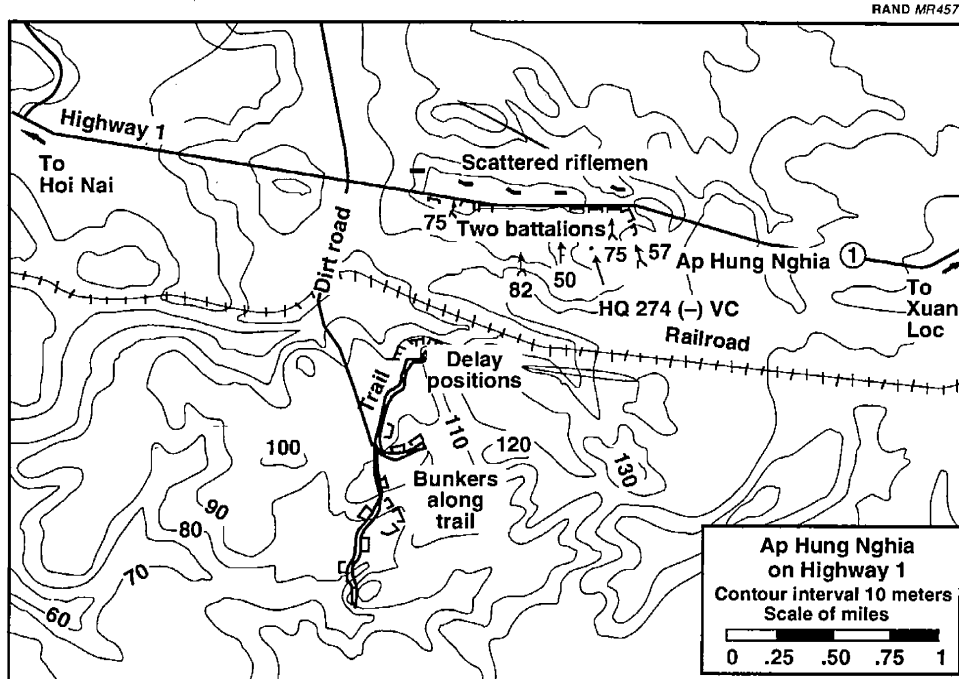 RAND MR457
Highway 1
To
Hoi Nai
Scattered riflemen
75
Two battalions
75
57
Ap Hung Nghia
1
82
50
HQ 274 (–) VC
To
Xuan
Loc
Dirt road
Railroad
Delay
positions
Trail
100
110
120
130
Bunkers
along
trail
90
80
70
60
Ap Hung Nghia
on Highway 1
Contour interval 10 meters
Scale of miles
0 .25 .50 .75 1